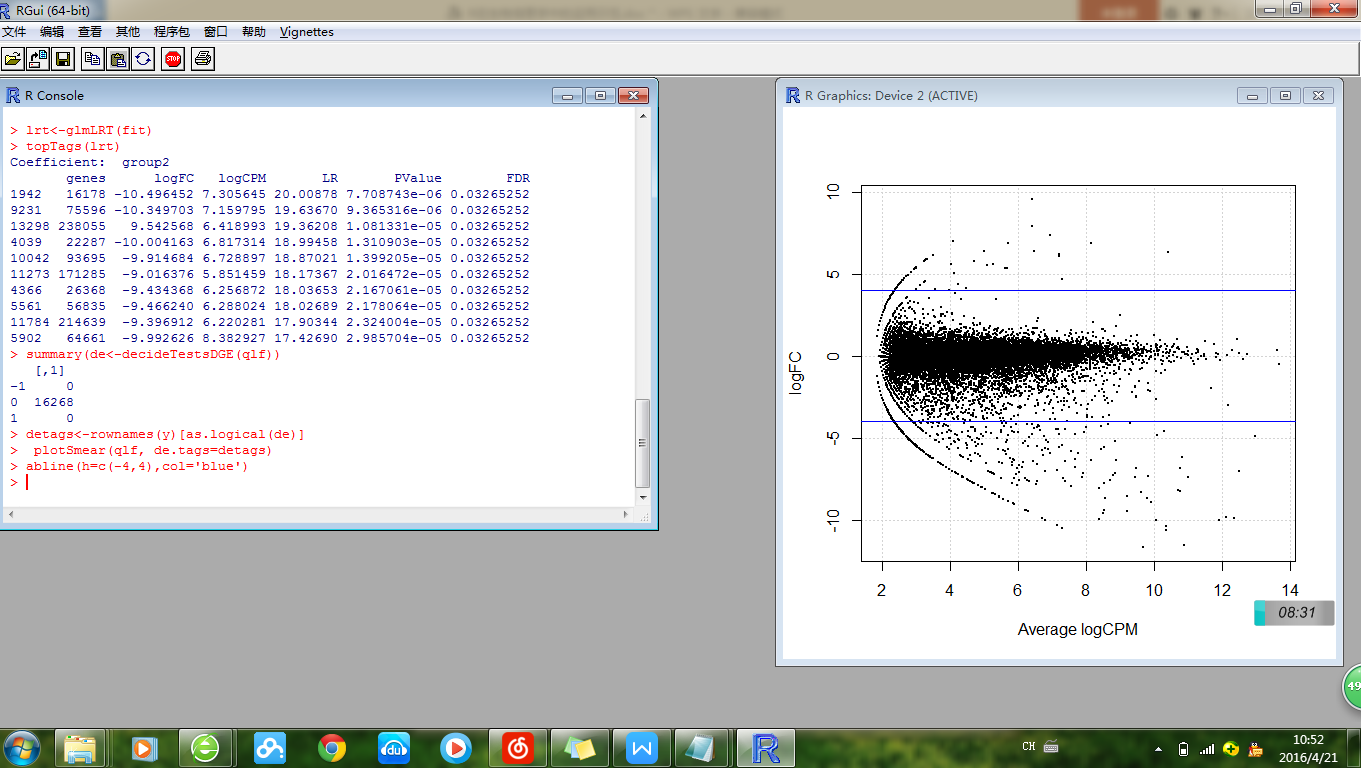 RGui (64-bit)
文件 编辑 查看 其他 程序包 窗口 帮助 Vignettes
STOP
R Console
> lrt<-glmLRT(fit)
> topTags(lrt)
Coefficient:  group2
       genes      logFC   logCPM       LR       PValue        FDR
1942   16178 -10.496452 7.305645 20.00878 7.708743e-06 0.03265252
9231   75596 -10.349703 7.159795 19.63670 9.365316e-06 0.03265252
13298 238055   9.542568 6.418993 19.36208 1.081331e-05 0.03265252
4039   22287 -10.004163 6.817314 18.99458 1.310903e-05 0.03265252
10042  93695  -9.914684 6.728897 18.87021 1.399205e-05 0.03265252
11273 171285  -9.016376 5.851459 18.17367 2.016472e-05 0.03265252
4366   26368  -9.434368 6.256872 18.03653 2.167061e-05 0.03265252
5561   56835  -9.466240 6.288024 18.02689 2.178064e-05 0.03265252
11784 214639  -9.396912 6.220281 17.90344 2.324004e-05 0.03265252
5902   64661  -9.992626 8.382927 17.42690 2.985704e-05 0.03265252
> summary(de<-decideTestsDGE(qlf))
   [,1]
-1     0
0  16268
1      0
> detags<-rownames(y)[as.logical(de)]
>  plotSmear(qlf, de.tags=detags)
> abline(h=c(-4,4),col='blue')
>
R Graphics: Device 2 (ACTIVE)
10
5
0
-5
-10
logFC
2 4 6 8 10 12 14
Average logCPM
08:31
49
du
CH
10:52
2016/4/21